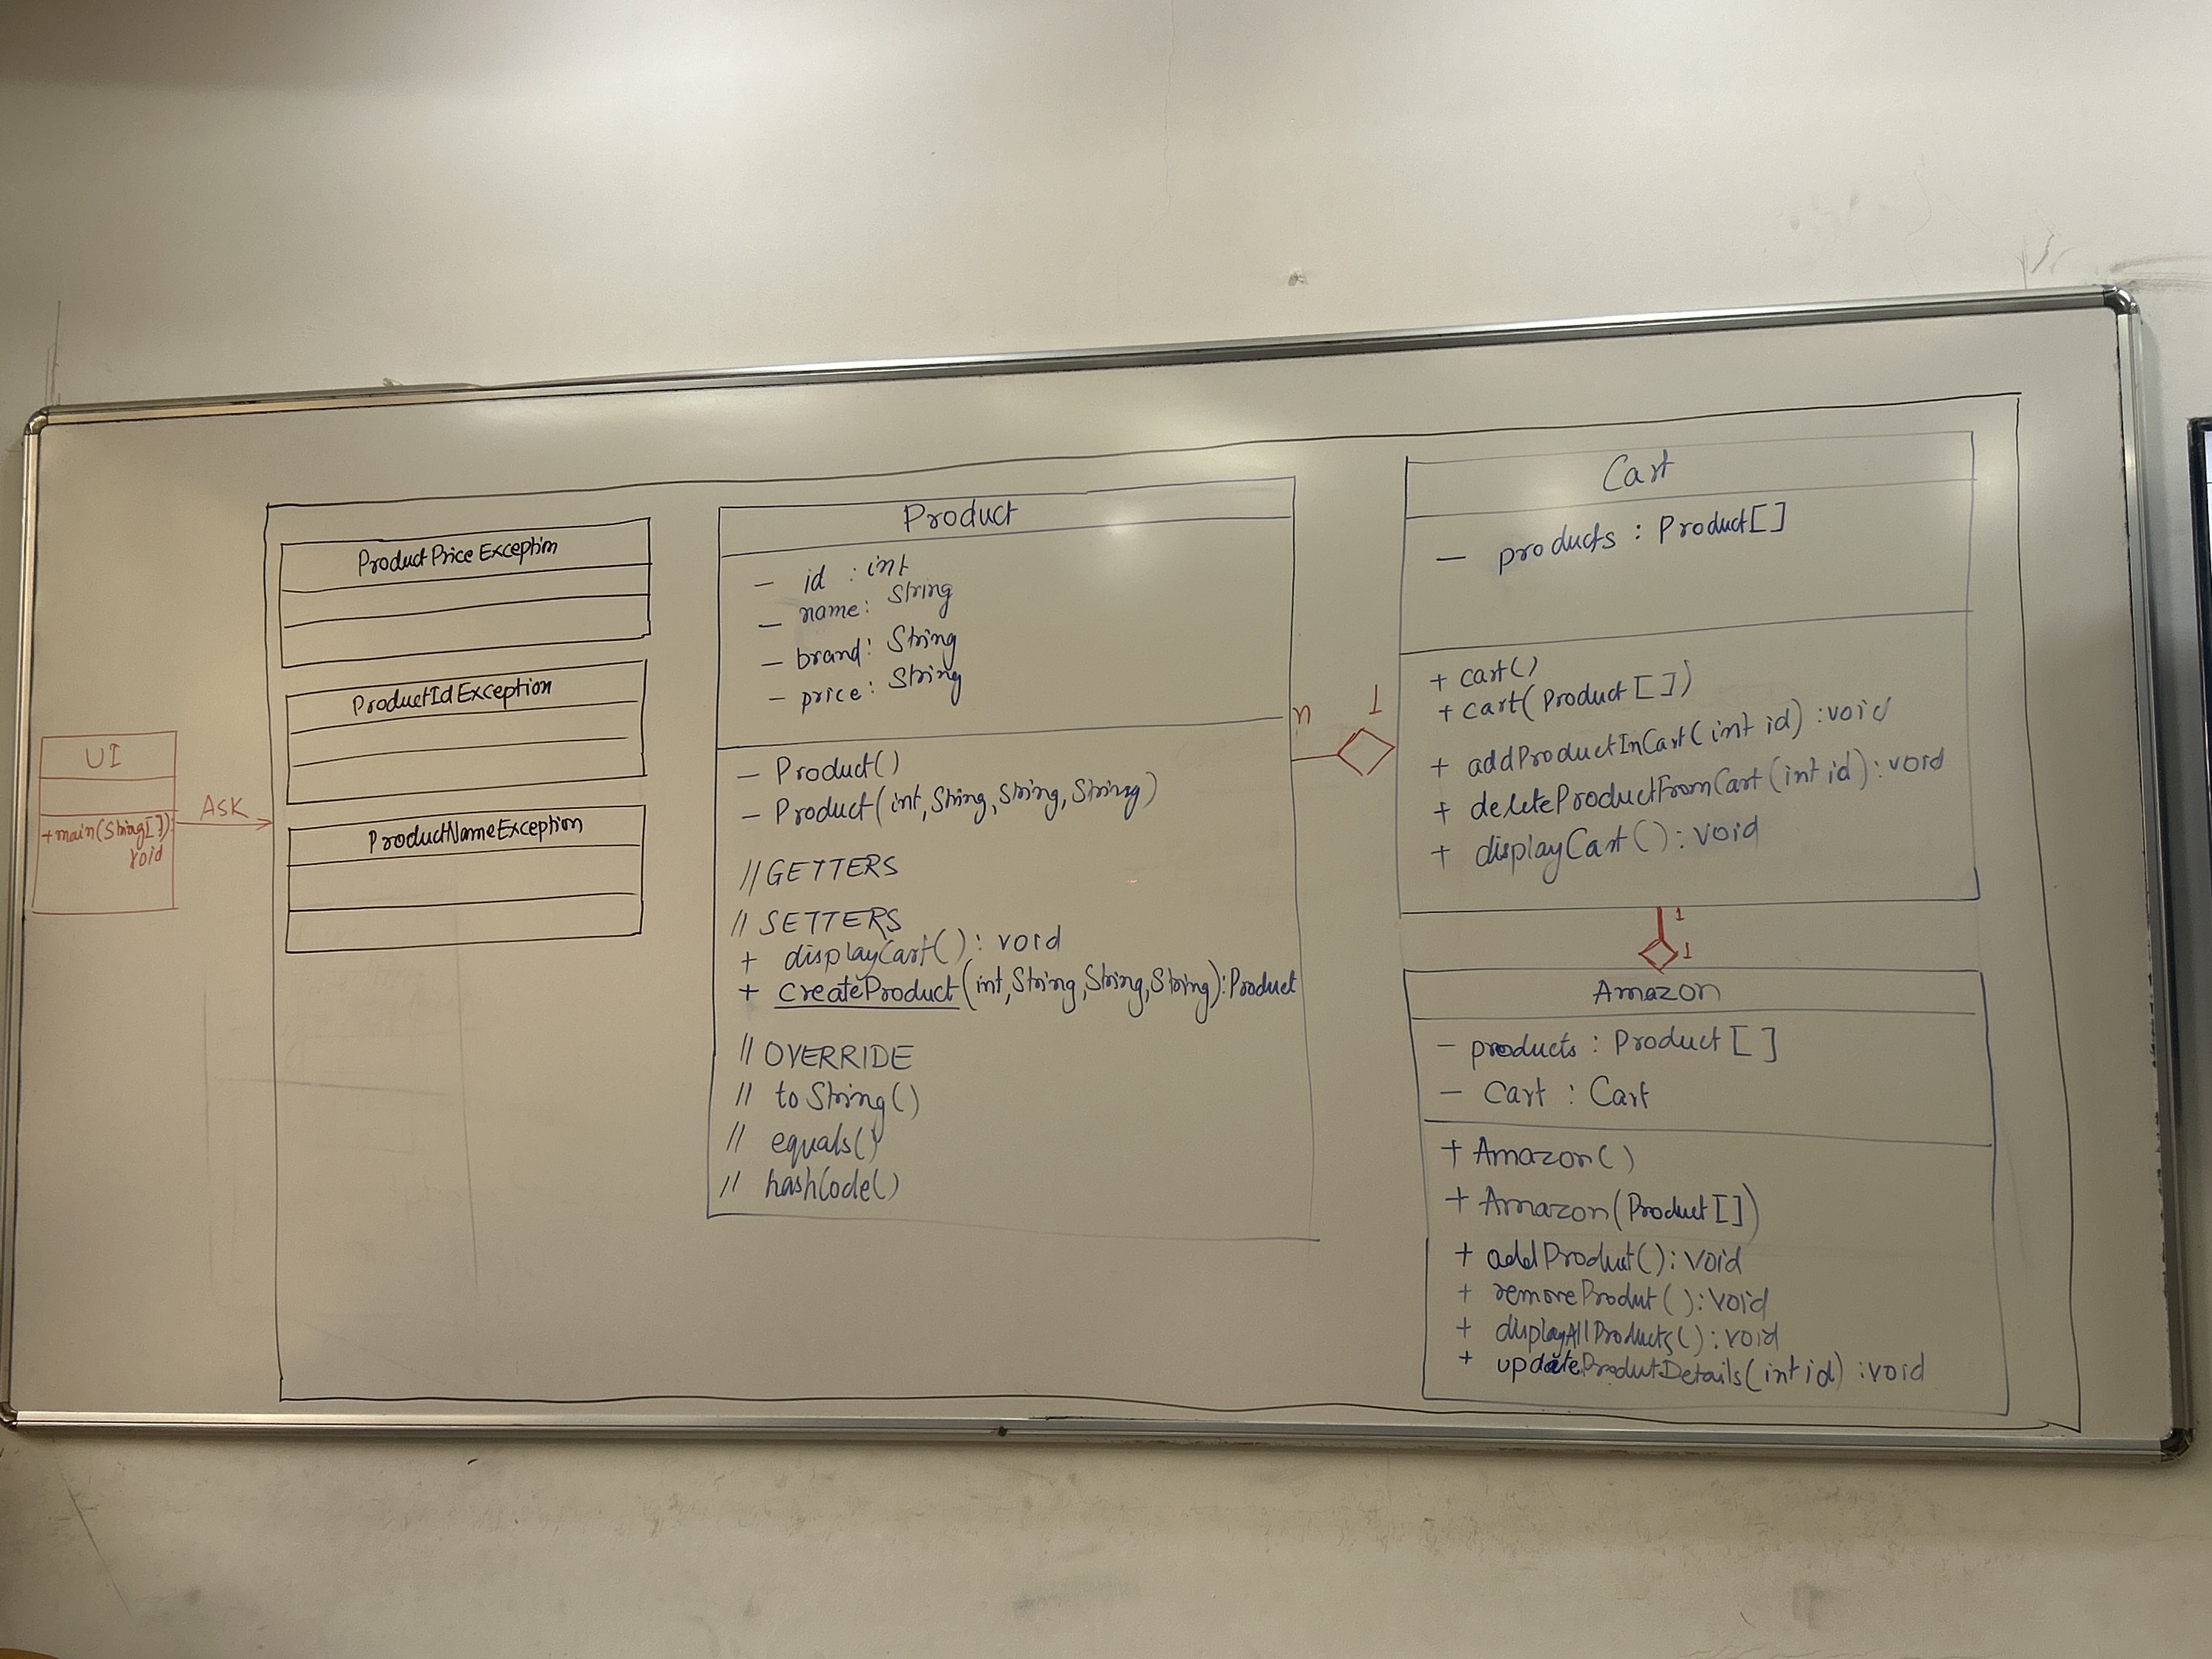 UI
+main(String[]):
void
ASK
ProductPriceException
ProductIdException
ProductNameException
Product
- id : int
- name: String
- brand: String
- price: String
- Product()
- Product(int, String, String, String)
// GETTERS
// SETTERS
+ displayCart(): void
+ createProduct(int, String, String, String):Product
// OVERRIDE
// toString()
// equals()
// hashCode()
n
1
Cart
- products : Product[]
+ cart()
+ cart(Product[])
+ addProductInCart(int id) : void
+ deleteProductFromCart(int id): void
+ displayCart(): void
1
1
Amazon
- products : Product[]
- Cart : Cart
+ Amazon()
+ Amazon(Product[])
+ addProduct(): void
+ removeProdut(): void
+ displayAllProducts(): void
+ updateProdutDetails(int id) : void